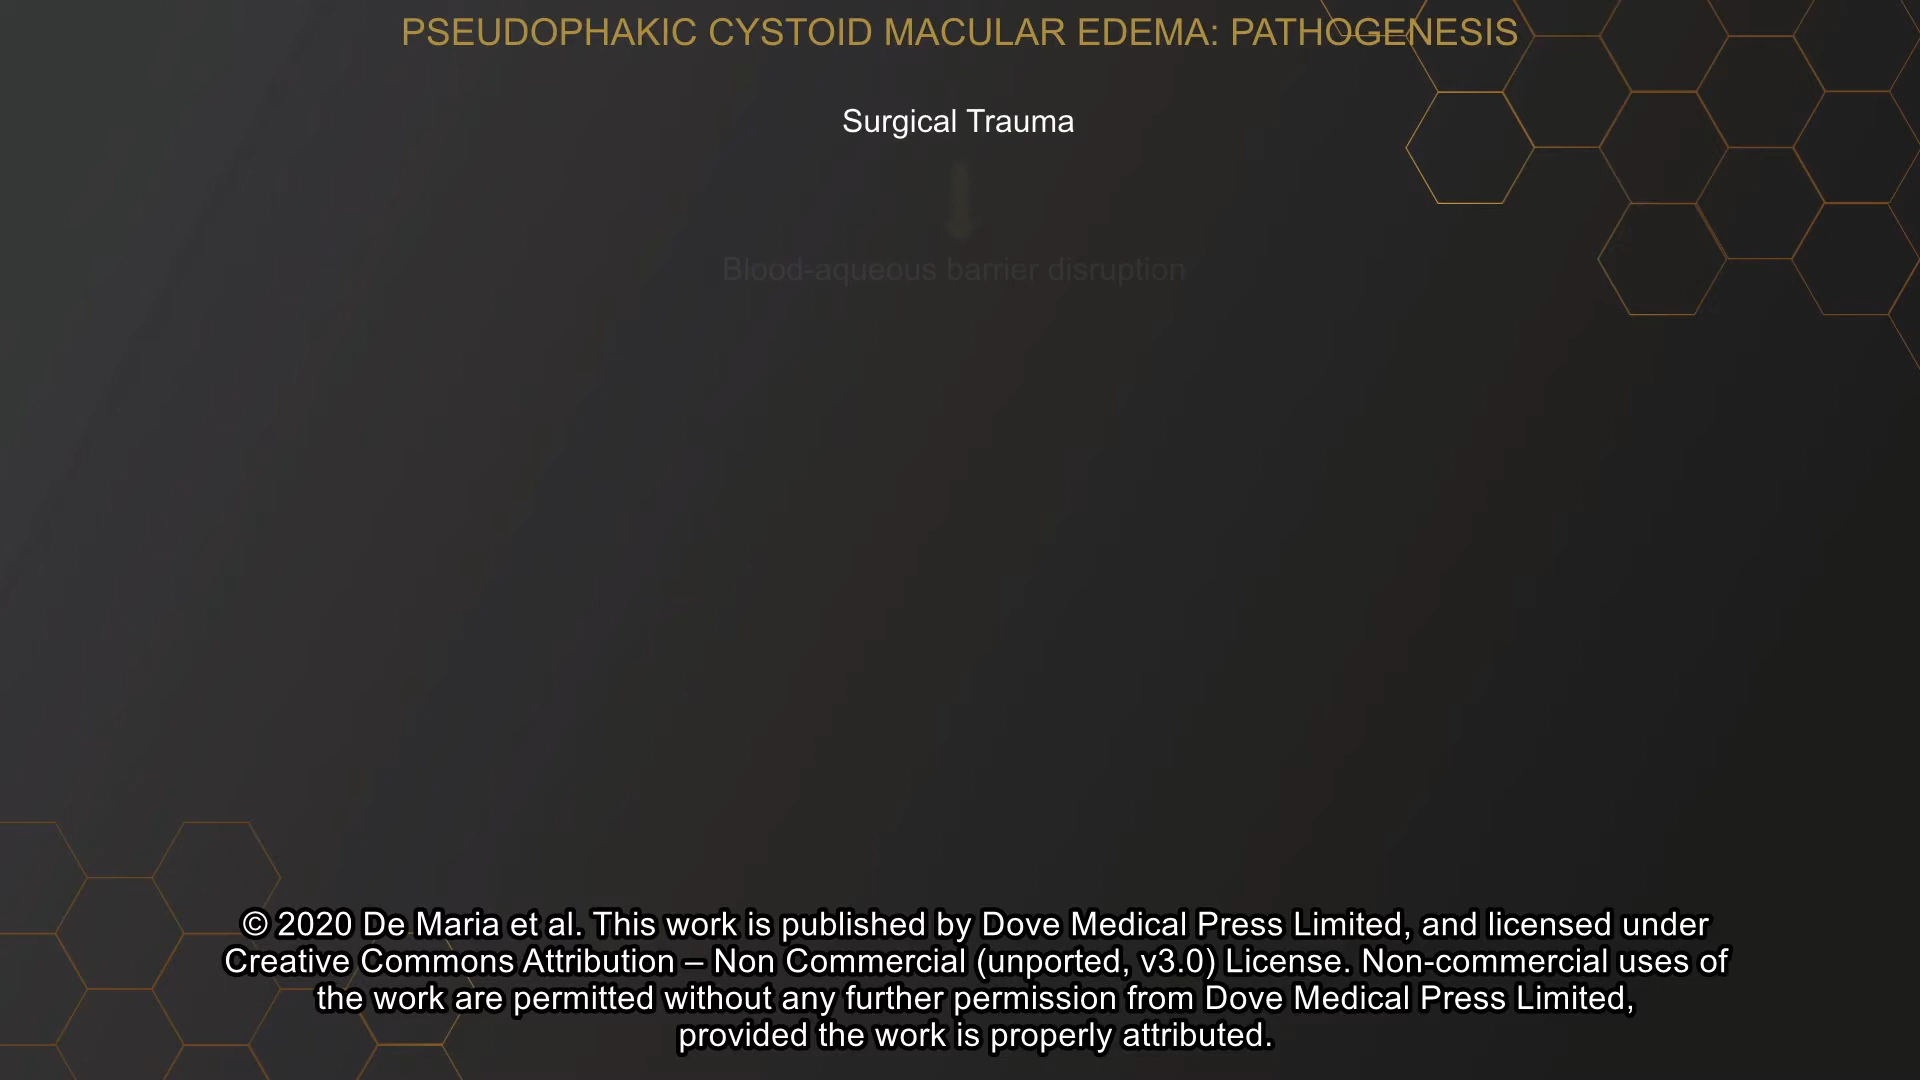 PSEUDOPHAKIC CYSTOID MACULAR EDEMA: PATHOGENESIS
Surgical Trauma
Blood-aqueous barrier disruption
© 2020 De Maria et al. This work is published by Dove Medical Press Limited, and licensed under
Creative Commons Attribution – Non Commercial (unported, v3.0) License. Non-commercial uses of
the work are permitted without any further permission from Dove Medical Press Limited,
provided the work is properly attributed.